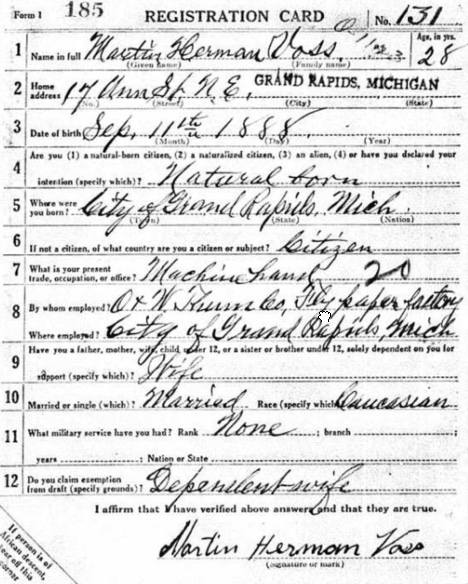 Form 1 185 REGISTRATION CARD No. 131
1 Name in full Martin Herman Voss Age, in yrs. 28
(Given name) (Family name)
2 Home address 17 Ann St. N.E. GRAND RAPIDS, MICHIGAN
(No.) (Street) (City) (State)
3 Date of birth Sep. 11th 1888.
(Month) (Day) (Year)
Are you (1) a natural-born citizen, (2) a naturalized citizen, (3) an alien, (4) or have you declared your
4 intention (specify which)? Natural born
5 Where were you born? City of Grand Rapids, Mich.
(Town) (State) (Nation)
6 If not a citizen, of what country are you a citizen or subject? Citizen
7 What is your present trade, occupation, or office? Machine hand 20
8 By whom employed? O & W. Thum Co, Fly paper factory
Where employed? City of Grand Rapids, Mich
9 Have you a father, mother, wife, child under 12, or a sister or brother under 12, solely dependent on you for
support (specify which)? Wife
10 Married or single (which)? Married Race (specify which)? Caucasian
11 What military service have you had? Rank None ; branch ;
years ; Nation or State
12 Do you claim exemption from draft (specify grounds)? Dependent wife
I affirm that I have verified above answers and that they are true.
Martin Herman Voss
(Signature or mark)
If person is of
African descent,
tear off this
corner